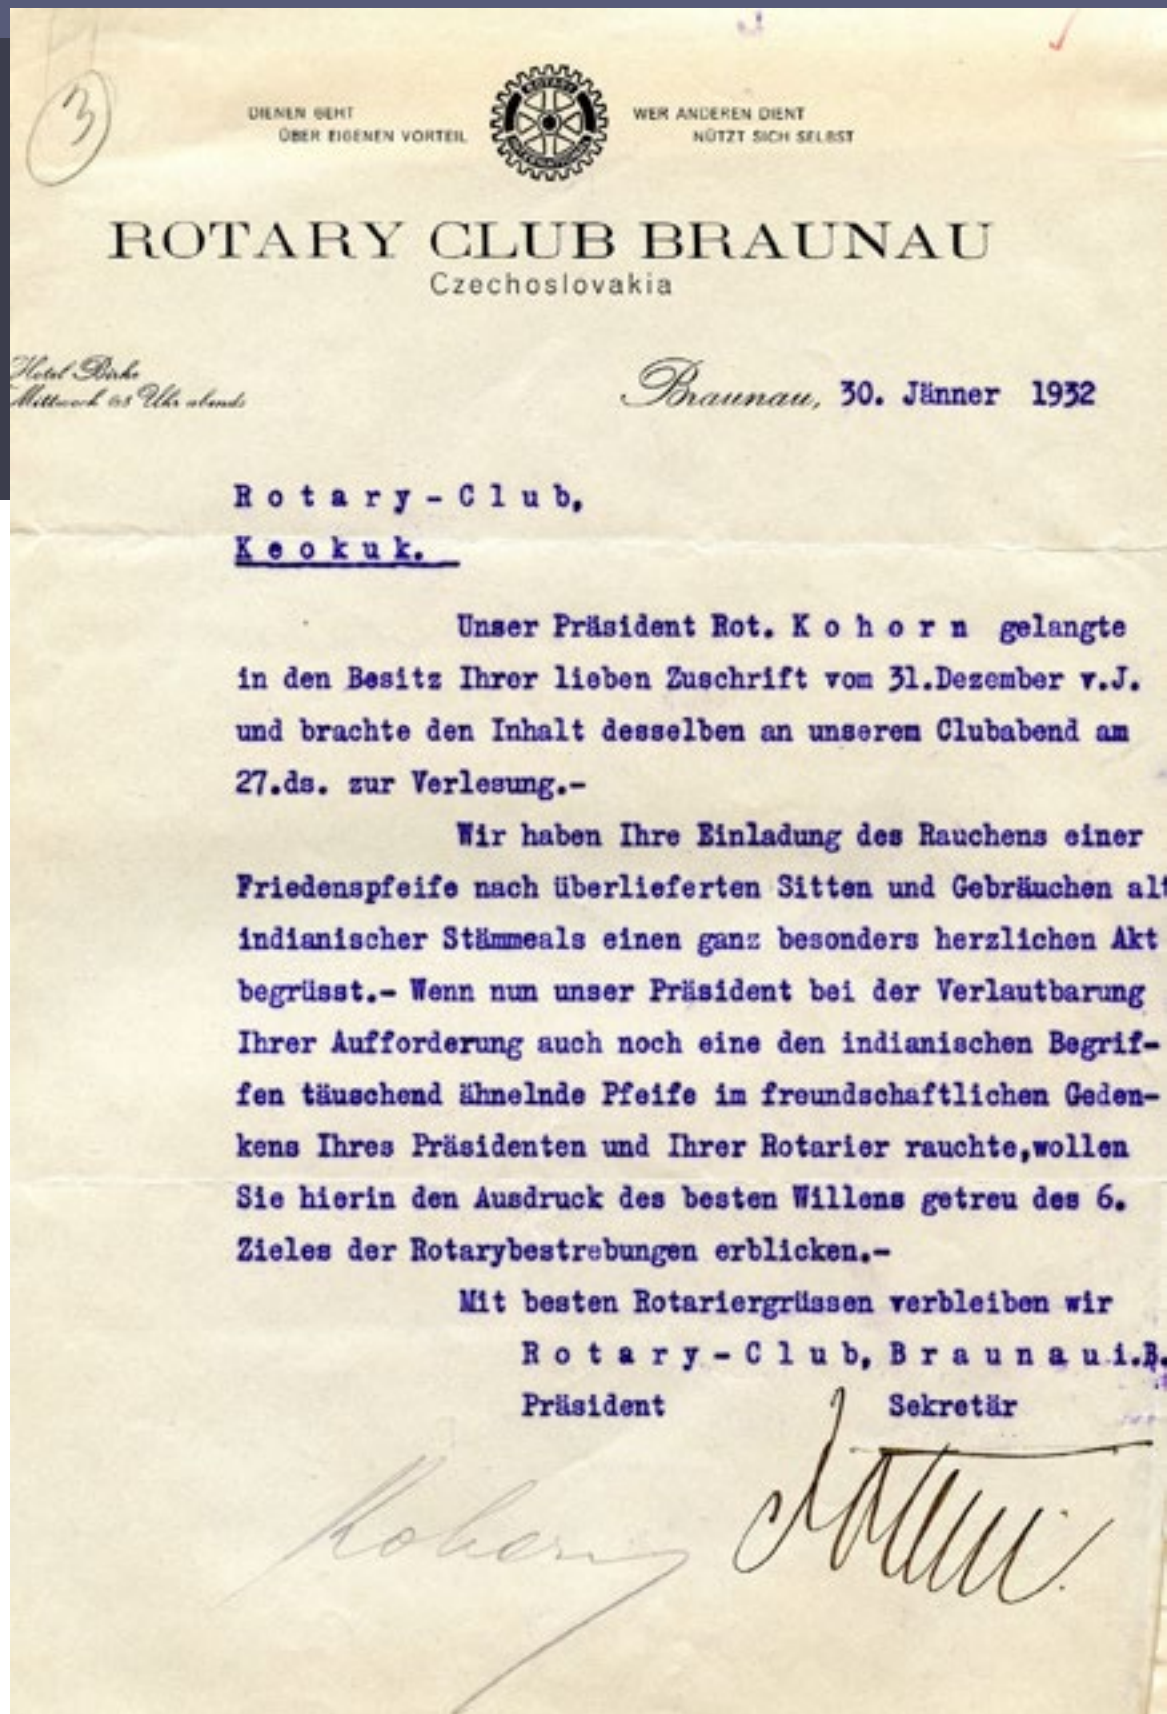 3
DIENEN GEHT
ÜBER EIGENEN VORTEIL
ROTARY
INTERNATIONAL
WER ANDEREN DIENT
NÜTZT SICH SELBST
ROTARY CLUB BRAUNAU
Czechoslovakia
Hotel Birke
Mittwoch Uhr abends
Braunau, 30. Jänner 1932
Rotary-Club,
Keokuk.
Unser Präsident Rot. Kohorn gelangte
in den Besitz Ihrer lieben Zuschrift vom 31.Dezember v.J.
und brachte den Inhalt desselben an unserem Clubabend am
27.ds. zur Verlesung.-
Wir haben Ihre Einladung des Rauchens einer
Friedenspfeife nach überlieferten Sitten und Gebräuchen alt
indianischer Stämmeals einen ganz besonders herzlichen Akt
begrüsst.- Wenn nun unser Präsident bei der Verlautbarung
Ihrer Aufforderung auch noch eine den indianischen Begrif-
fen täuschend ähnelnde Pfeife im freundschaftlichen Geden-
kens Ihres Präsidenten und Ihrer Rotarier rauchte,wollen
Sie hierin den Ausdruck des besten Willens getreu des 6.
Zieles der Rotarybestrebungen erblicken.-
Mit besten Rotariergrüssen verbleiben wir
Rotary-Club, Braunau i.B.
Präsident Sekretär
Kohorn